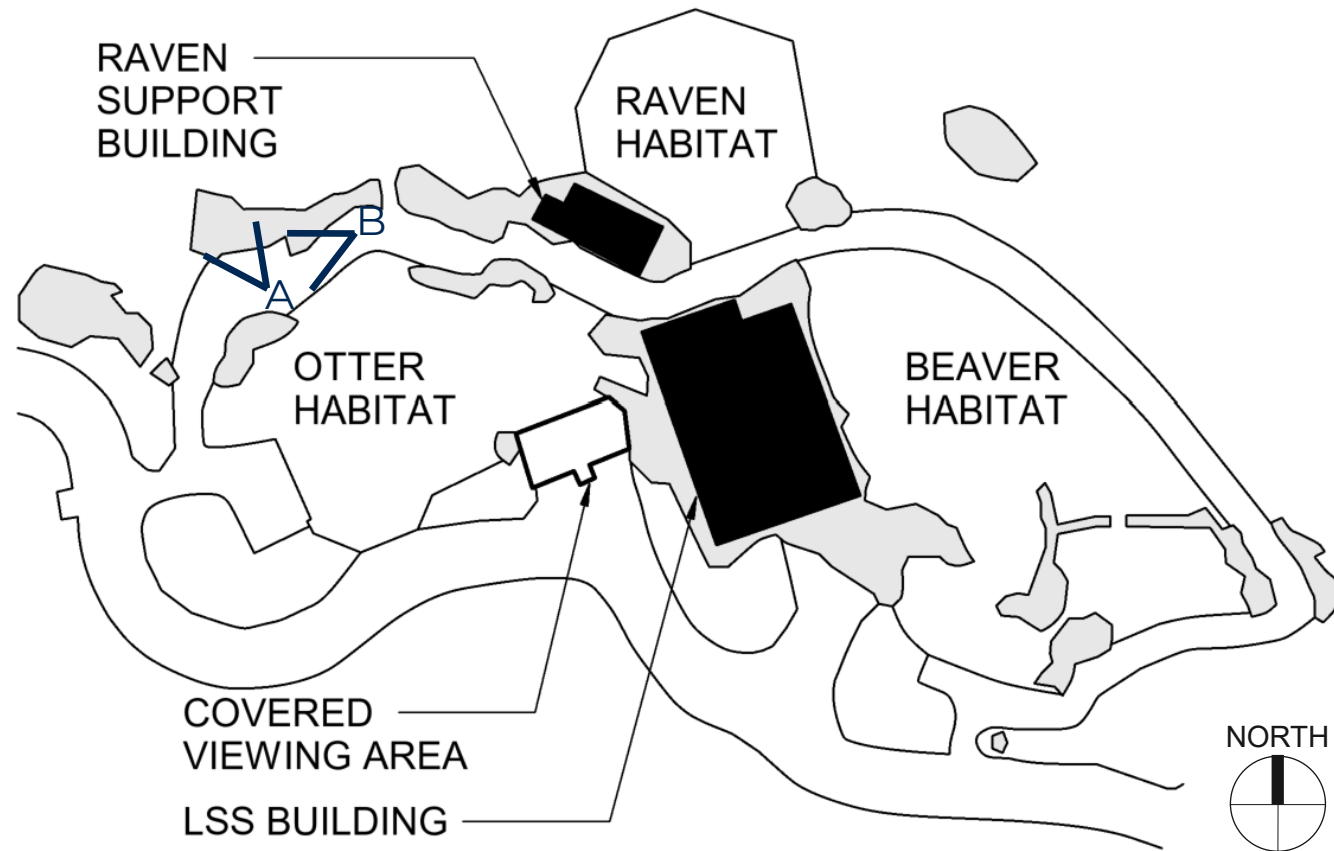 RAVEN
SUPPORT
BUILDING
RAVEN
HABITAT
B
A
OTTER
HABITAT
BEAVER
HABITAT
COVERED
VIEWING AREA
LSS BUILDING
NORTH